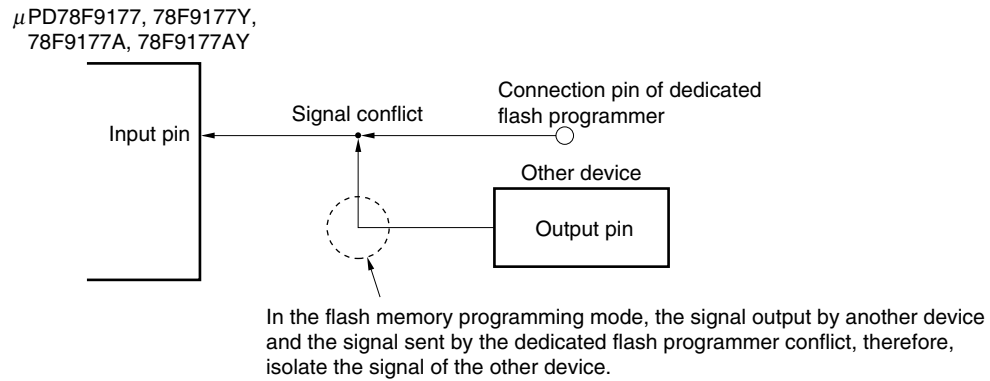 μPD78F9177, 78F9177Y,
78F9177A, 78F9177AY
Connection pin of dedicated
flash programmer
Signal conflict
Input pin
Other device
Output pin
In the flash memory programming mode, the signal output by another device
and the signal sent by the dedicated flash programmer conflict, therefore,
isolate the signal of the other device.